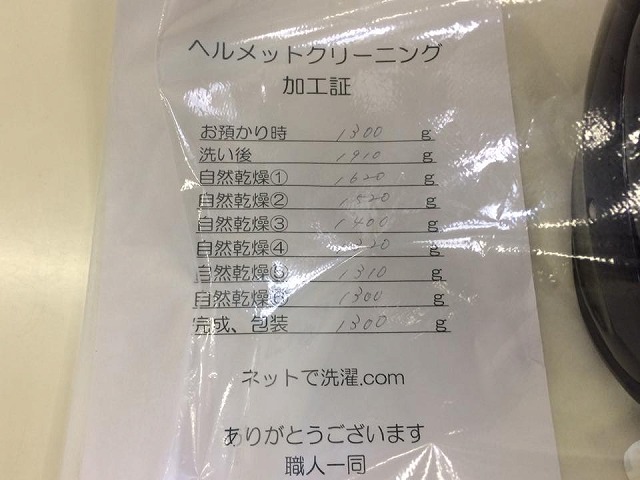 ヘルメットクリーニング
加工証
お預かり時 1300 g
洗い後 1910 g
自然乾燥① 1620 g
自然乾燥② 1520 g
自然乾燥③ 1400 g
自然乾燥④ g
自然乾燥⑤ 1310 g
自然乾燥⑥ 1300 g
完成、包装 1300 g
ネットで洗濯.com
ありがとうございます
職人一同